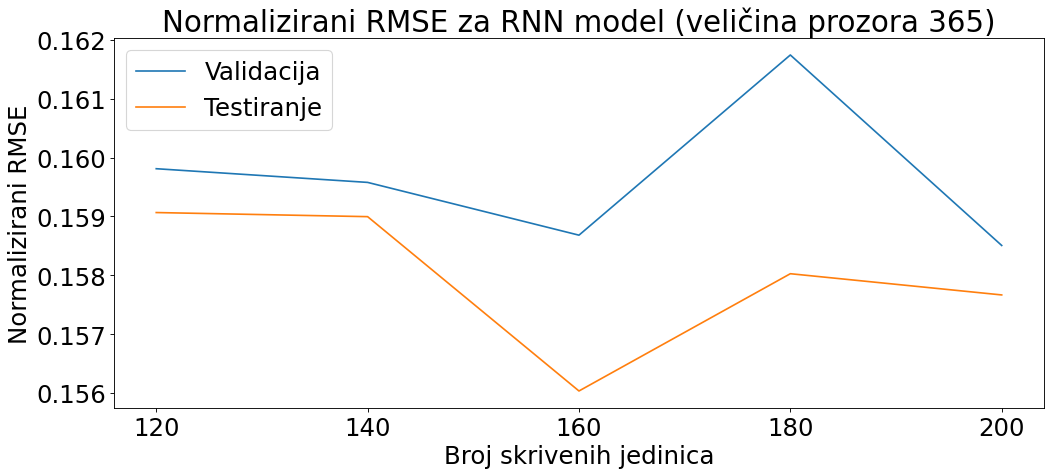 Normalizirani RMSE za RNN model (veličina prozora 365)
Validacija
Testiranje
Normalizirani RMSE
0.162
0.161
0.160
0.159
0.158
0.157
0.156
120 140 160 180 200
Broj skrivenih jedinica